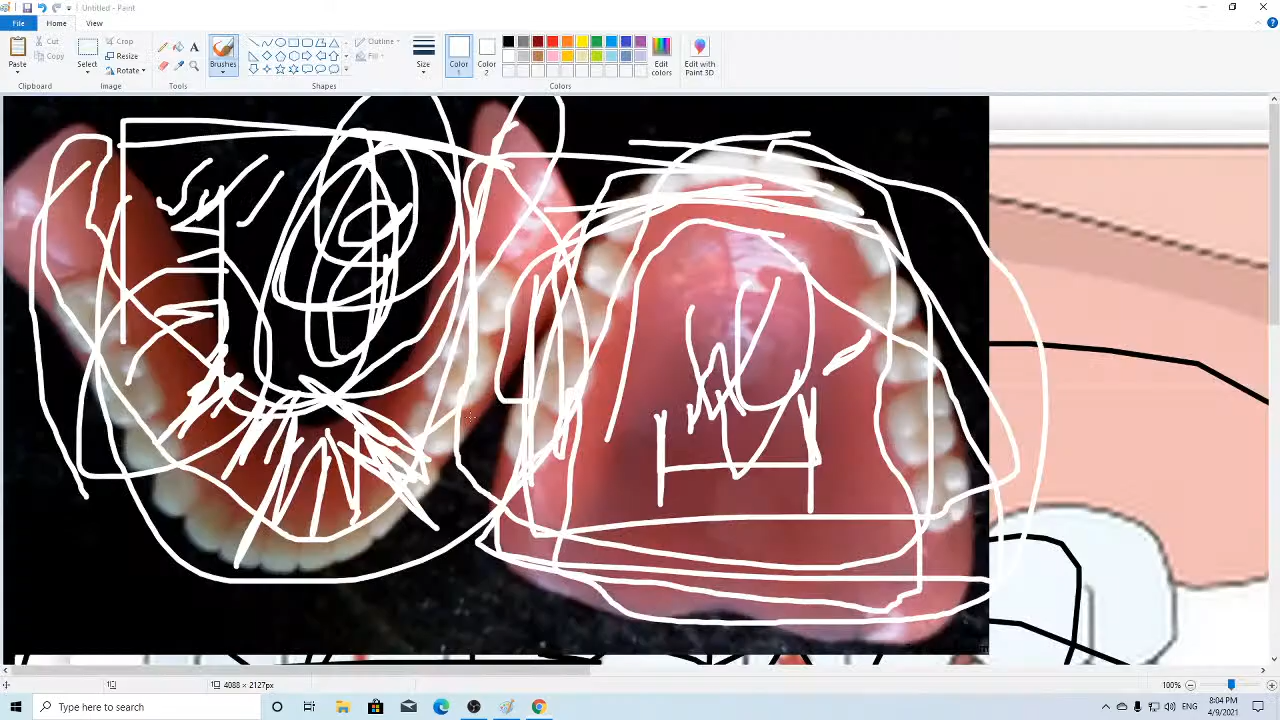 Untitled - Paint
File
Home
View
Paste
Cut
Copy
Clipboard
Select
Crop
Resize
Rotate
Image
A
Tools
Brushes
Shapes
Outline
Fill
Size
Color
1
Color
2
Colors
Edit
colors
Edit with
Paint 3D
4088 × 2127px
100%
Type here to search
ENG
8:04 PM
4/9/2021